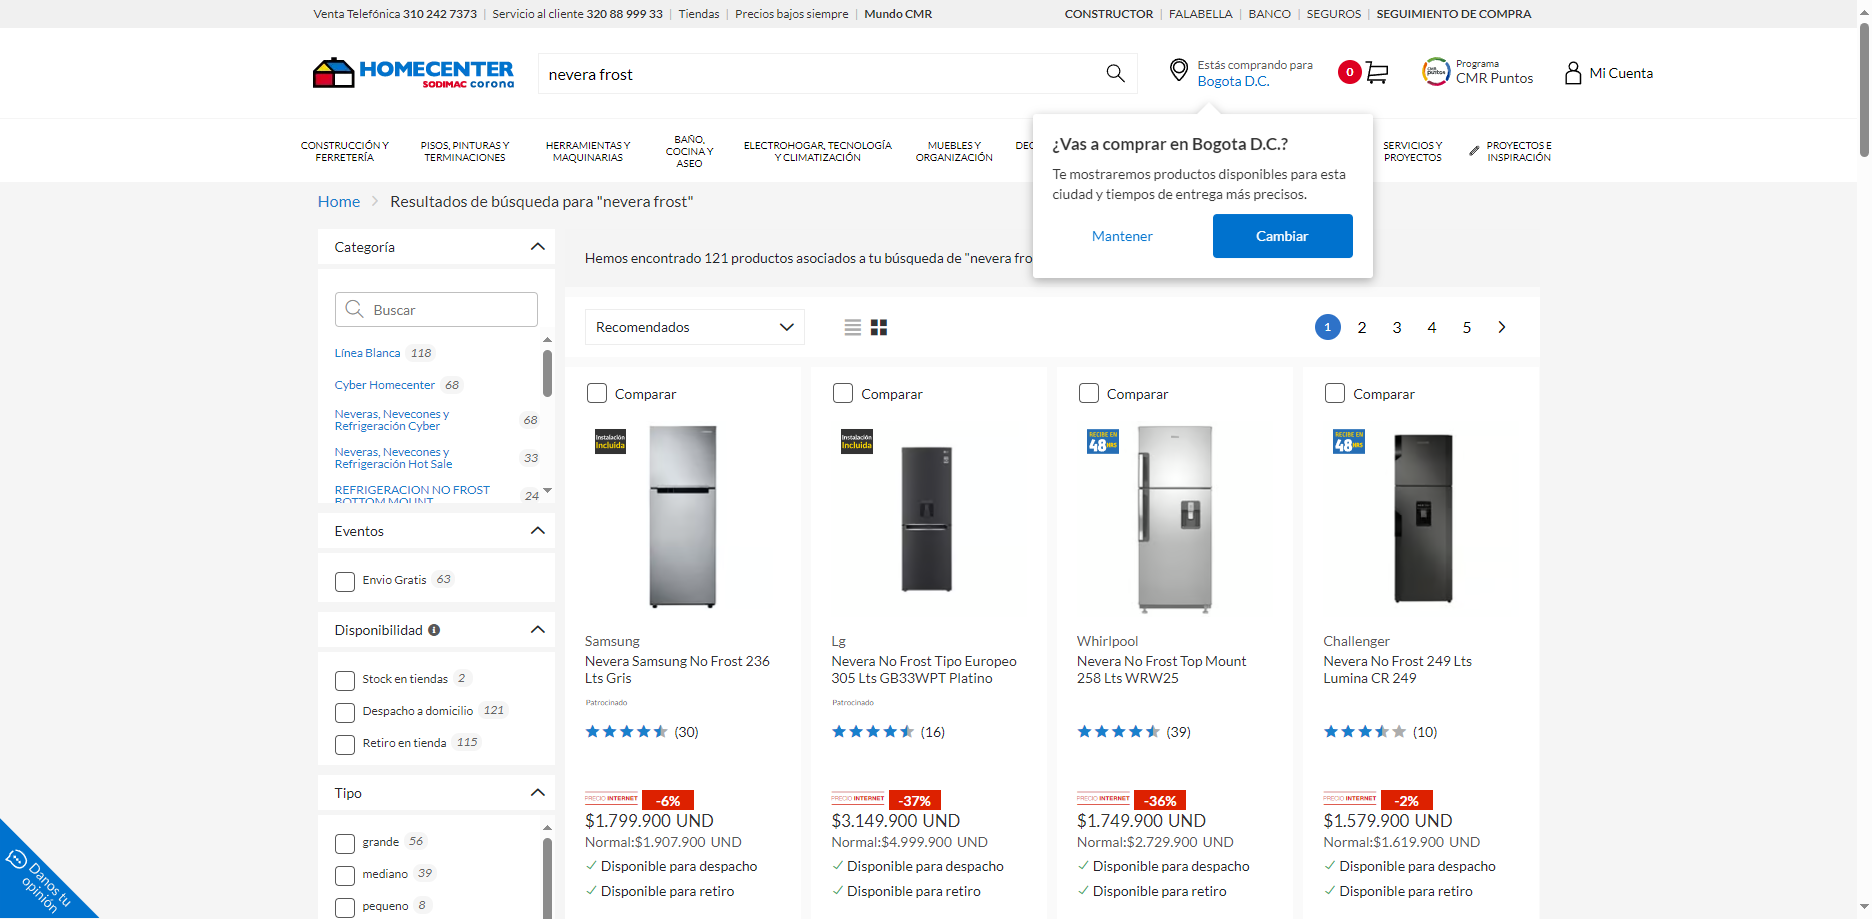 Venta Telefónica 310 242 7373 | Servicio al cliente 320 88 999 33 | Tiendas | Precios bajos siempre | Mundo CMR
CONSTRUCTOR | FALABELLA | BANCO | SEGUROS | SEGUIMIENTO DE COMPRA
HOMECENTER
SODIMAC corona
nevera frost
Estás comprando para
Bogota D.C.
0
CMR puntos
Programa
CMR Puntos
Mi Cuenta
CONSTRUCCIÓN Y
FERRETERÍA
PISOS, PINTURAS Y
TERMINACIONES
HERRAMIENTAS Y
MAQUINARIAS
BAÑO,
COCINA Y
ASEO
ELECTROHOGAR, TECNOLOGÍA
Y CLIMATIZACIÓN
MUEBLES Y
ORGANIZACIÓN
DEC
SERVICIOS Y
PROYECTOS
PROYECTOS E
INSPIRACIÓN
¿Vas a comprar en Bogota D.C.?
Te mostraremos productos disponibles para esta
ciudad y tiempos de entrega más precisos.
Mantener
Cambiar
Home > Resultados de búsqueda para "nevera frost"
Categoría
Buscar
Línea Blanca 118
Cyber Homecenter 68
Neveras, Nevecones y
Refrigeración Cyber 68
Neveras, Nevecones y
Refrigeración Hot Sale 33
REFRIGERACION NO FROST
BOTTOM MOUNT 24
Eventos
Envio Gratis 63
Disponibilidad
Stock en tiendas 2
Despacho a domicilio 121
Retiro en tienda 115
Tipo
grande 56
mediano 39
pequeno 8
Danos tu
opinión
Hemos encontrado 121 productos asociados a tu búsqueda de "nevera fro
Recomendados
1 2 3 4 5
Comparar
Instalación
Incluida
Samsung
Nevera Samsung No Frost 236
Lts Gris
Patrocinado
(30)
PRECIO INTERNET -6%
$1.799.900 UND
Normal:$1.907.900 UND
Disponible para despacho
Disponible para retiro
Comparar
Instalación
Incluida
Lg
Nevera No Frost Tipo Europeo
305 Lts GB33WPT Platino
Patrocinado
(16)
PRECIO INTERNET -37%
$3.149.900 UND
Normal:$4.999.900 UND
Disponible para despacho
Disponible para retiro
Comparar
RECIBE EN
48HRS
Whirlpool
Nevera No Frost Top Mount
258 Lts WRW25
(39)
PRECIO INTERNET -36%
$1.749.900 UND
Normal:$2.729.900 UND
Disponible para despacho
Disponible para retiro
Comparar
RECIBE EN
48HRS
Challenger
Nevera No Frost 249 Lts
Lumina CR 249
(10)
PRECIO INTERNET -2%
$1.579.900 UND
Normal:$1.619.900 UND
Disponible para despacho
Disponible para retiro